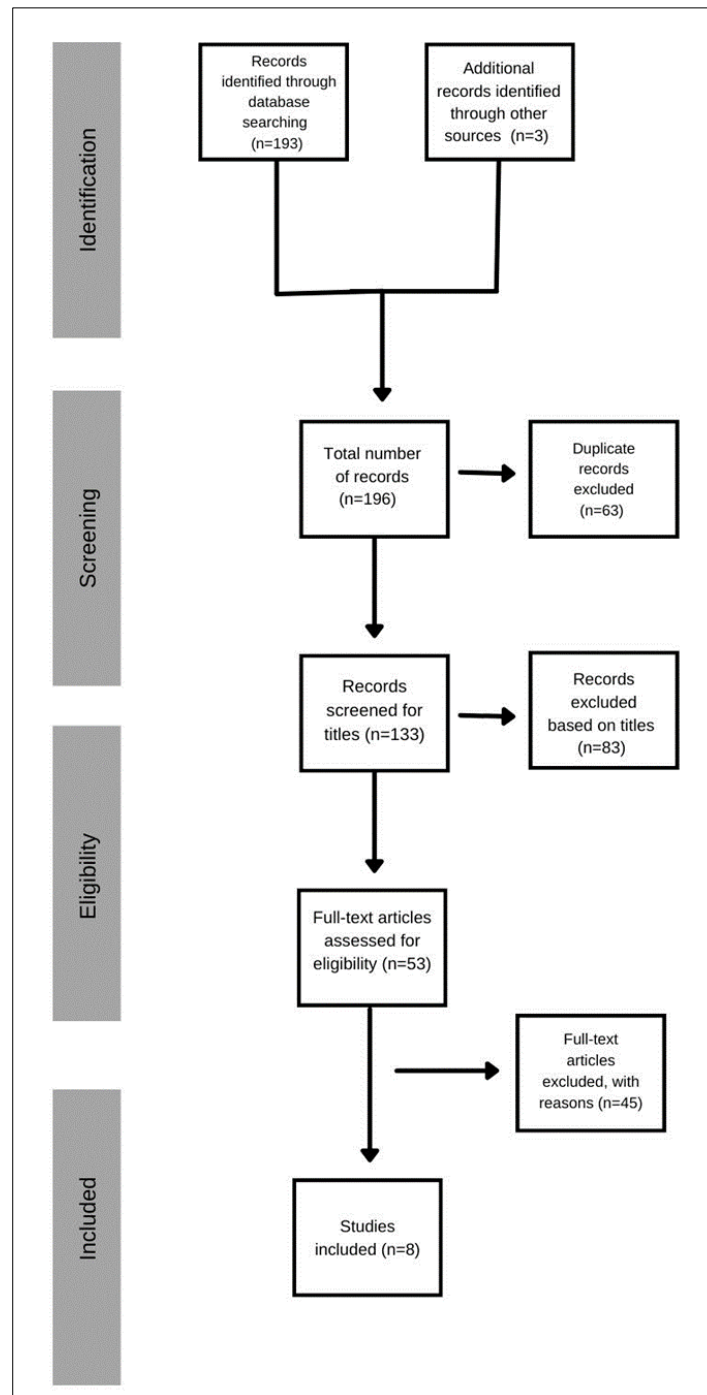 Identification
Records
identified through
database
searching
(n=193)
Additional
records identified
through other
sources (n=3)
Screening
Total number
of records
(n=196)
Duplicate
records
excluded
(n=63)
Records
screened for
titles (n=133)
Records
excluded
based on titles
(n=83)
Eligibility
Full-text articles
assessed for
eligibility (n=53)
Full-text
articles
excluded, with
reasons (n=45)
Included
Studies
included (n=8)